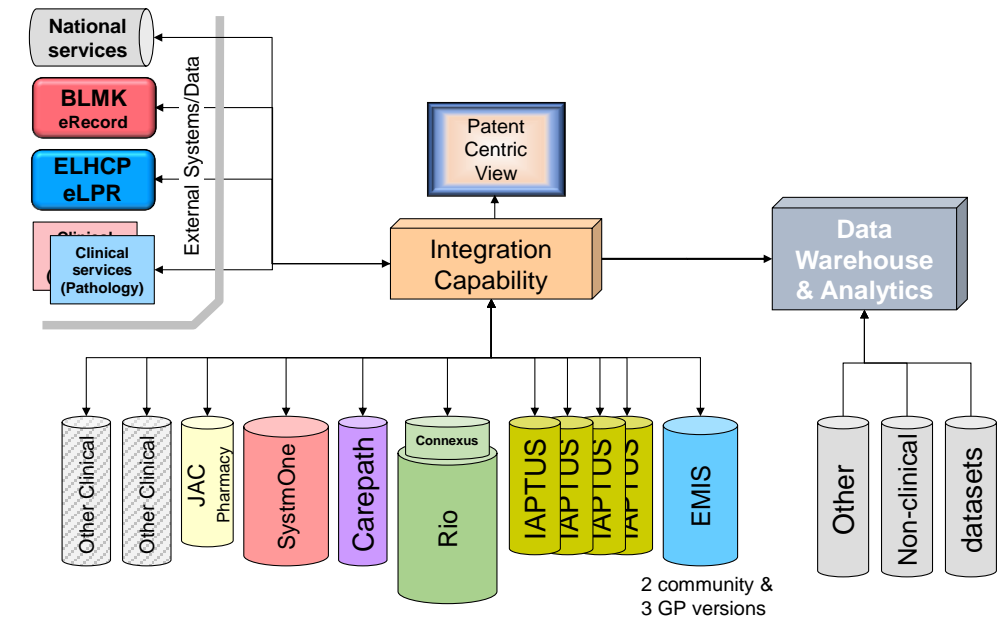 National
services
BLMK
eRecord
ELHCP
eLPR
Clinical
Clinical
services
(Pathology)
External Systems/Data
Patent
Centric
View
Integration
Capability
Data
Warehouse
& Analytics
Other Clinical
Other Clinical
JAC
Pharmacy
SystmOne
Carepath
Connexus
Rio
IAPTUS
IAPTUS
IAPTUS
IAPTUS
EMIS
2 community &
3 GP versions
Other
Non-clinical
datasets